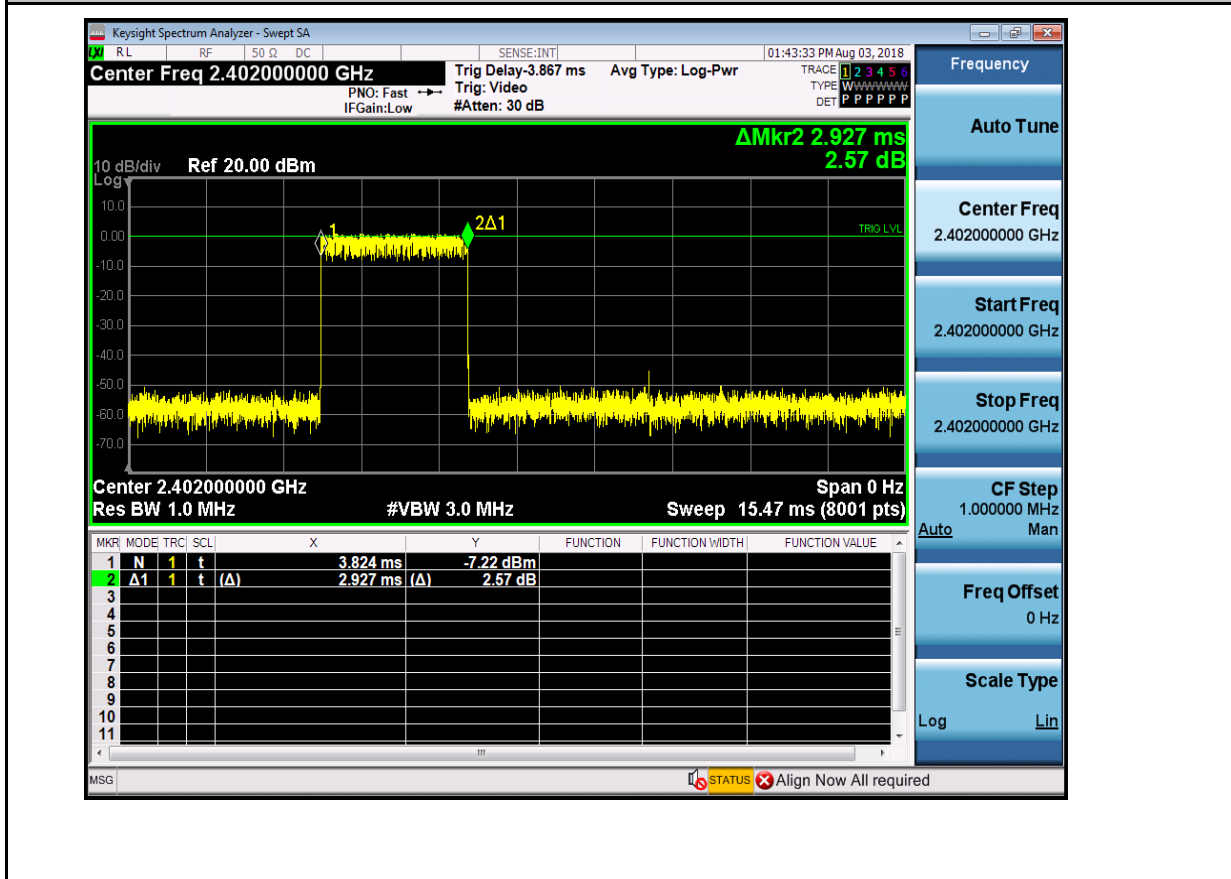 Keysight Spectrum Analyzer - Swept SA
LXI RL RF 50 Ω DC SENSE:INT 01:43:33 PM Aug 03, 2018
Center Freq 2.402000000 GHz
PNO: Fast
IFGain:Low
Trig Delay-3.867 ms
Trig: Video
#Atten: 30 dB
Avg Type: Log-Pwr
TRACE 1 2 3 4 5 6
TYPE WWWWWW
DET P P P P P P
ΔMkr2 2.927 ms
2.57 dB
10 dB/div Ref 20.00 dBm
Log
10.0
0.00
-10.0
-20.0
-30.0
-40.0
-50.0
-60.0
-70.0
1
2Δ1
TRIG LVL
Center 2.402000000 GHz Span 0 Hz
Res BW 1.0 MHz #VBW 3.0 MHz Sweep 15.47 ms (8001 pts)
MKR MODE TRC SCL X Y FUNCTION FUNCTION WIDTH FUNCTION VALUE
1 N 1 t 3.824 ms -7.22 dBm
2 Δ1 1 t (Δ) 2.927 ms (Δ) 2.57 dB
3
4
5
6
7
8
9
10
11
MSG STATUS Align Now All required
Frequency
Auto Tune
Center Freq
2.402000000 GHz
Start Freq
2.402000000 GHz
Stop Freq
2.402000000 GHz
CF Step
1.000000 MHz
Auto Man
Freq Offset
0 Hz
Scale Type
Log Lin